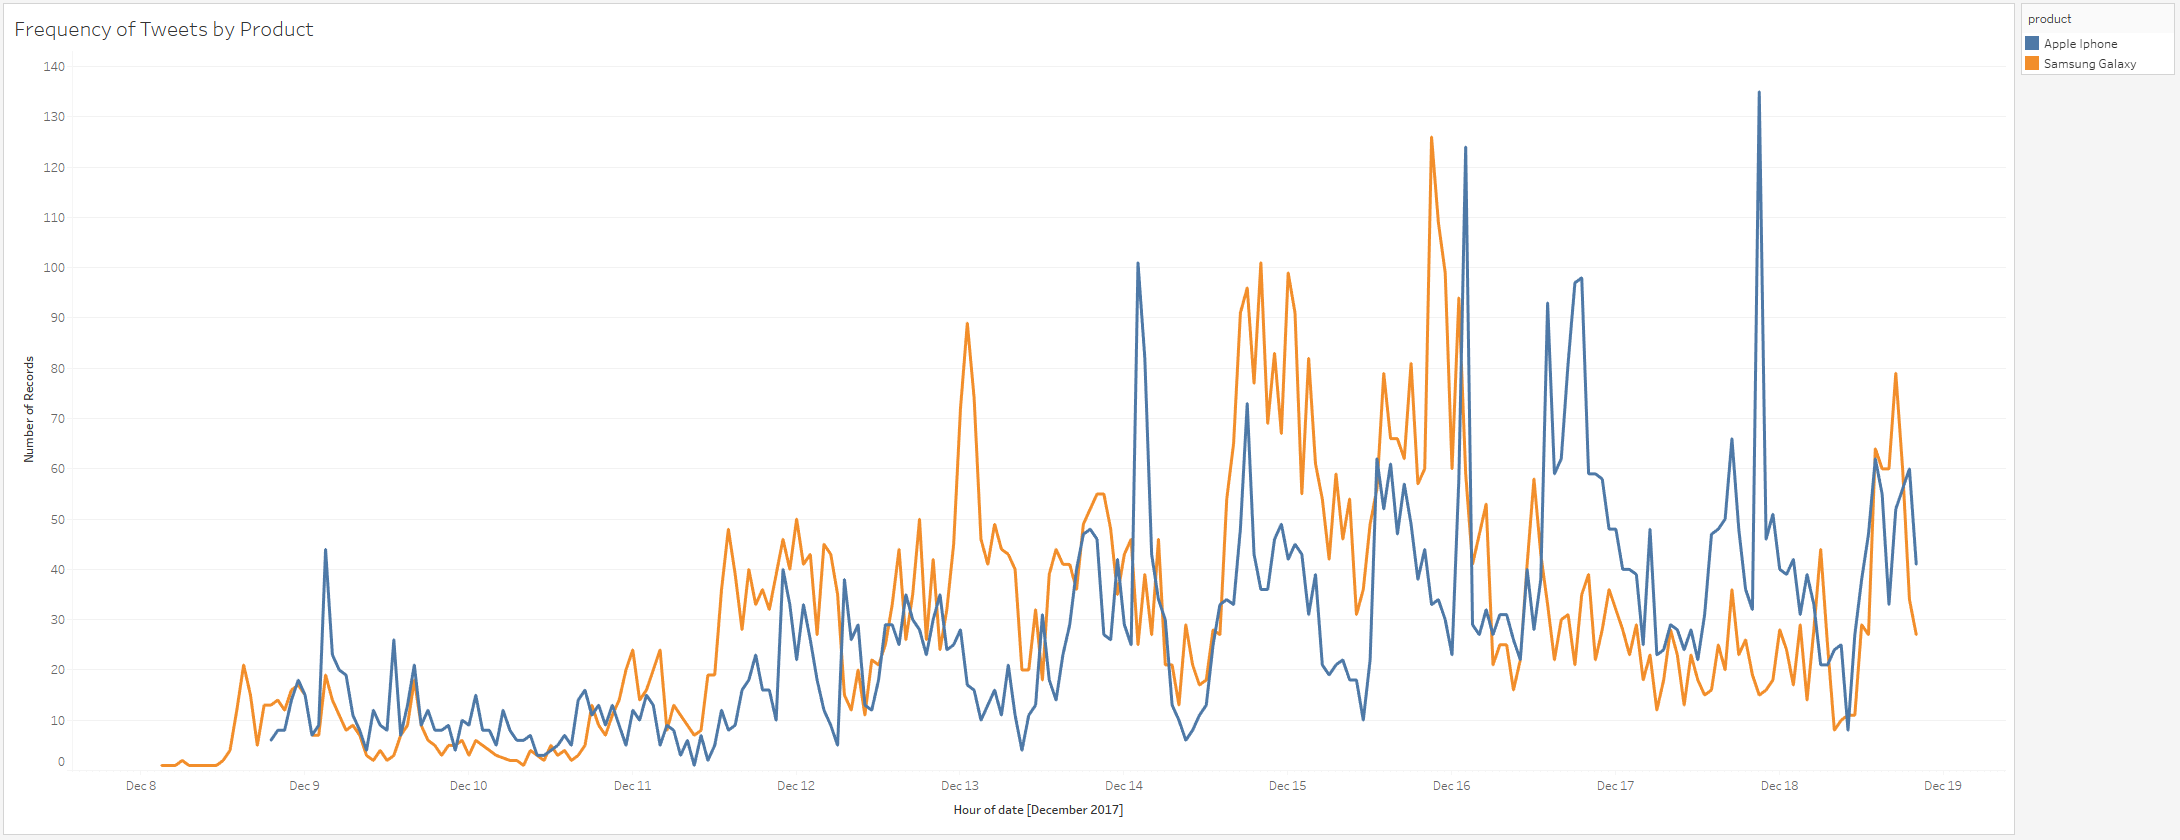 Frequency of Tweets by Product
product
Apple Iphone
Samsung Galaxy
140
130
120
110
100
90
80
70
60
50
40
30
20
10
0
Number of Records
Dec 8 Dec 9 Dec 10 Dec 11 Dec 12 Dec 13 Dec 14 Dec 15 Dec 16 Dec 17 Dec 18 Dec 19
Hour of date [December 2017]